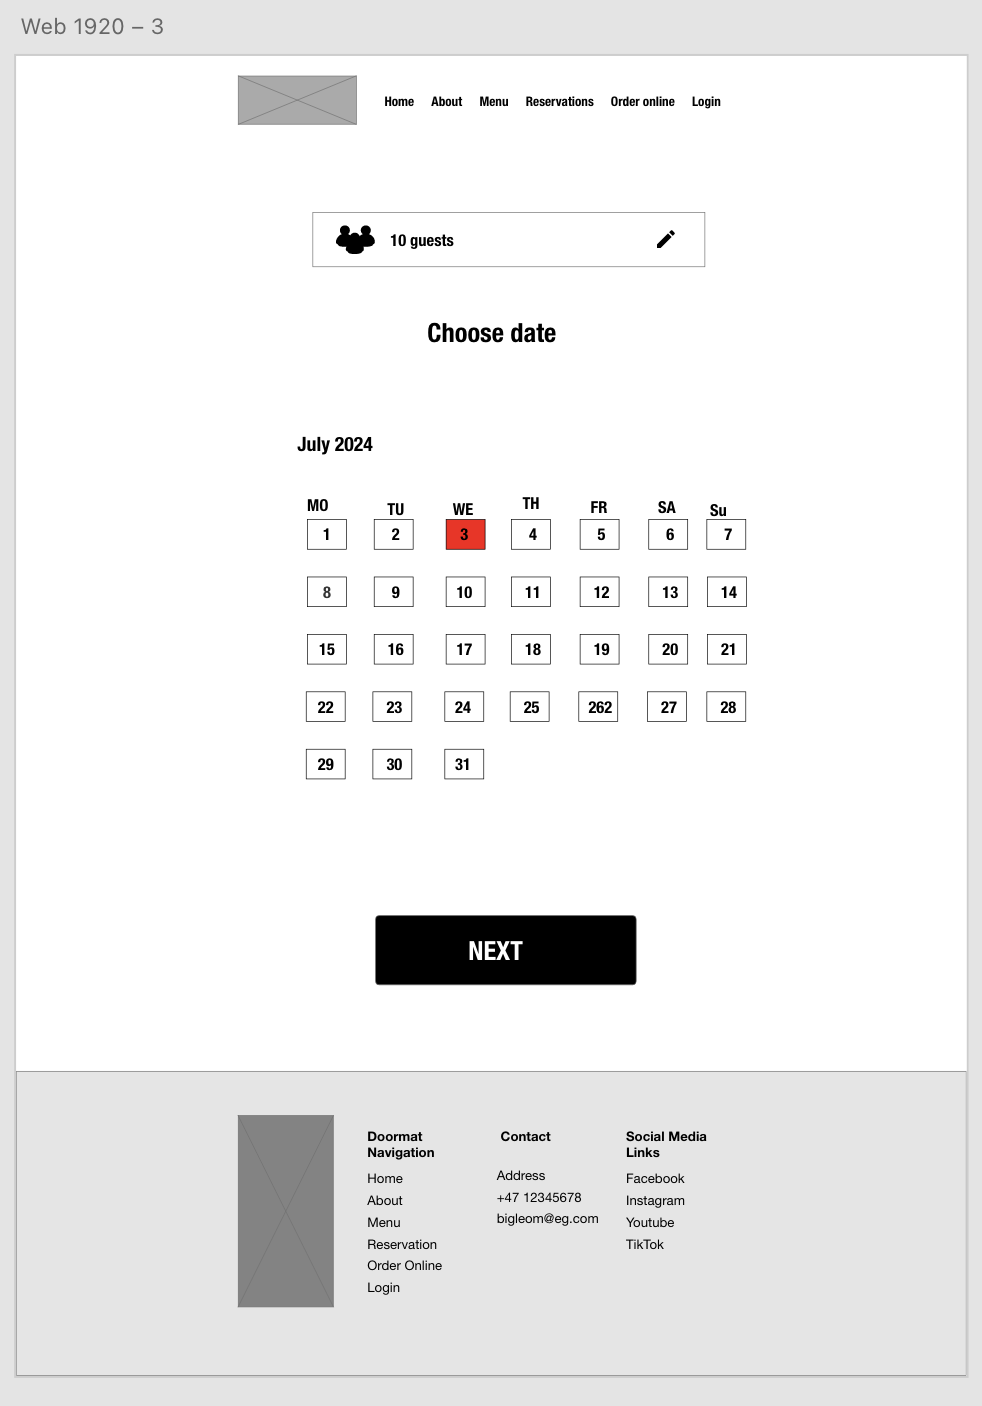 Web 1920 – 3
Home About Menu Reservations Order online Login
10 guests
Choose date
July 2024
MO TU WE TH FR SA Su
1 2 3 4 5 6 7
8 9 10 11 12 13 14
15 16 17 18 19 20 21
22 23 24 25 262 27 28
29 30 31
NEXT
Doormat
Navigation
Home
About
Menu
Reservation
Order Online
Login
Contact
Address
+47 12345678
bigleom@eg.com
Social Media
Links
Facebook
Instagram
Youtube
TikTok